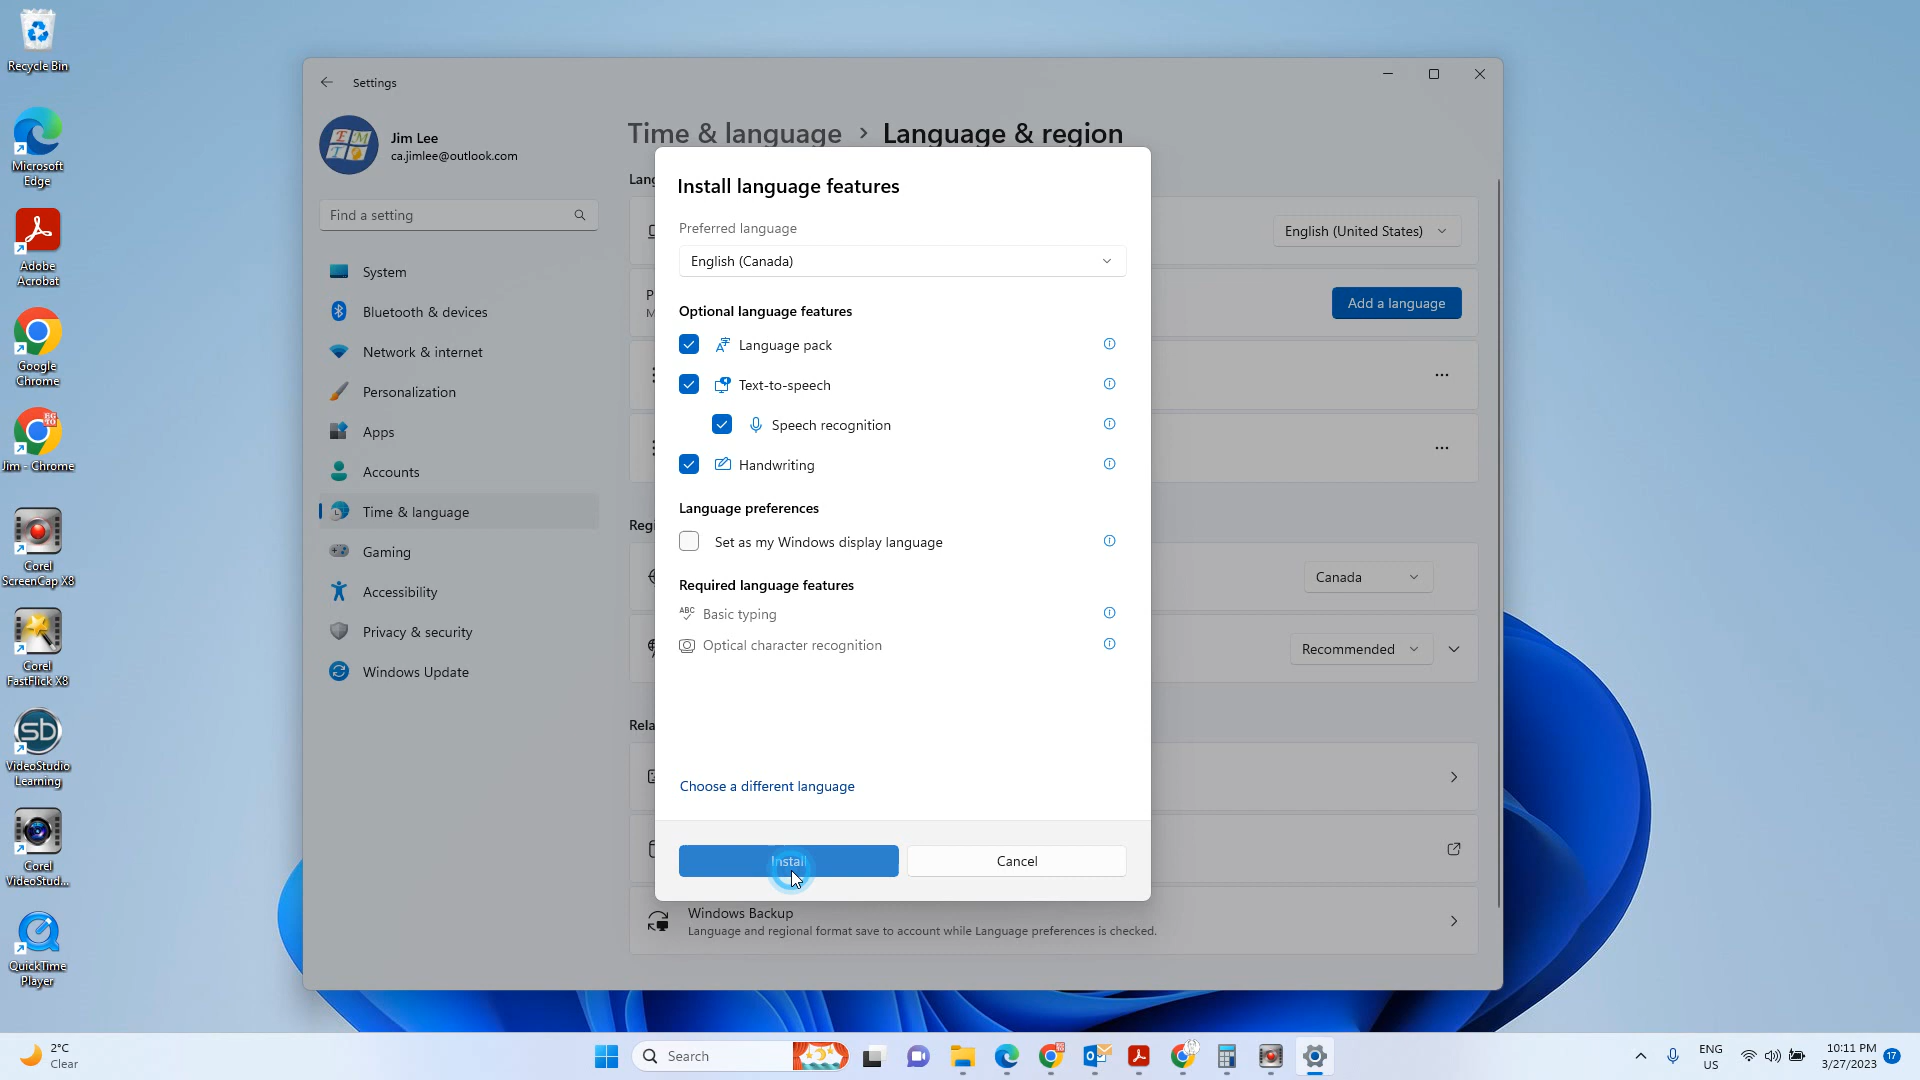 Recycle Bin
Microsoft
Edge
Adobe
Acrobat
Google
Chrome
Jim - Chrome
Corel
ScreenCap X8
Corel
FastFlick X8
VideoStudio
Learning
Corel
VideoStud...
QuickTime
Player
Settings
Jim Lee
ca.jimlee@outlook.com
Find a setting
System
Bluetooth & devices
Network & internet
Personalization
Apps
Accounts
Time & language
Gaming
Accessibility
Privacy & security
Windows Update
Time & language > Language & region
Lang
English (United States)
P
M
Add a language
Regi
Canada
Recommended
Rela
Windows Backup
Language and regional format save to account while Language preferences is checked.
Install language features
Preferred language
English (Canada)
Optional language features
Language pack
Text-to-speech
Speech recognition
Handwriting
Language preferences
Set as my Windows display language
Required language features
ABC Basic typing
Optical character recognition
Choose a different language
Install
Cancel
2°C
Clear
Search
ENG
US
10:11 PM
3/27/2023
17